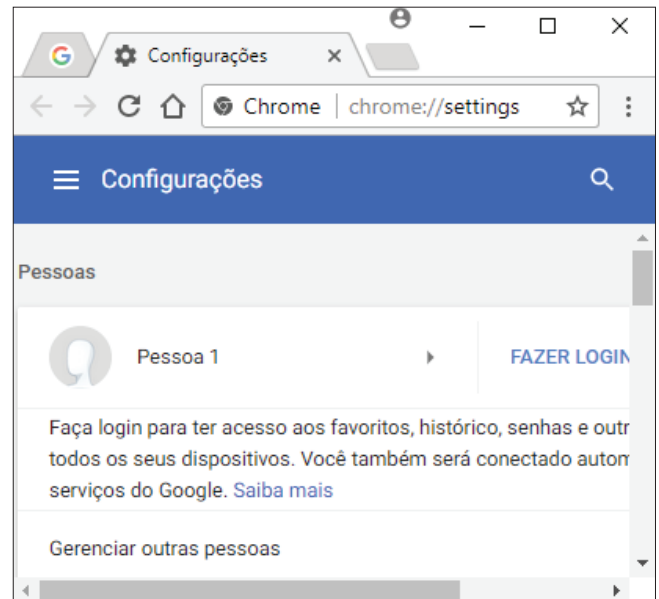 Configurações
Chrome | chrome://settings
Configurações
Pessoas
Pessoa 1
FAZER LOGIN
Faça login para ter acesso aos favoritos, histórico, senhas e outr
todos os seus dispositivos. Você também será conectado autom
serviços do Google. Saiba mais
Gerenciar outras pessoas